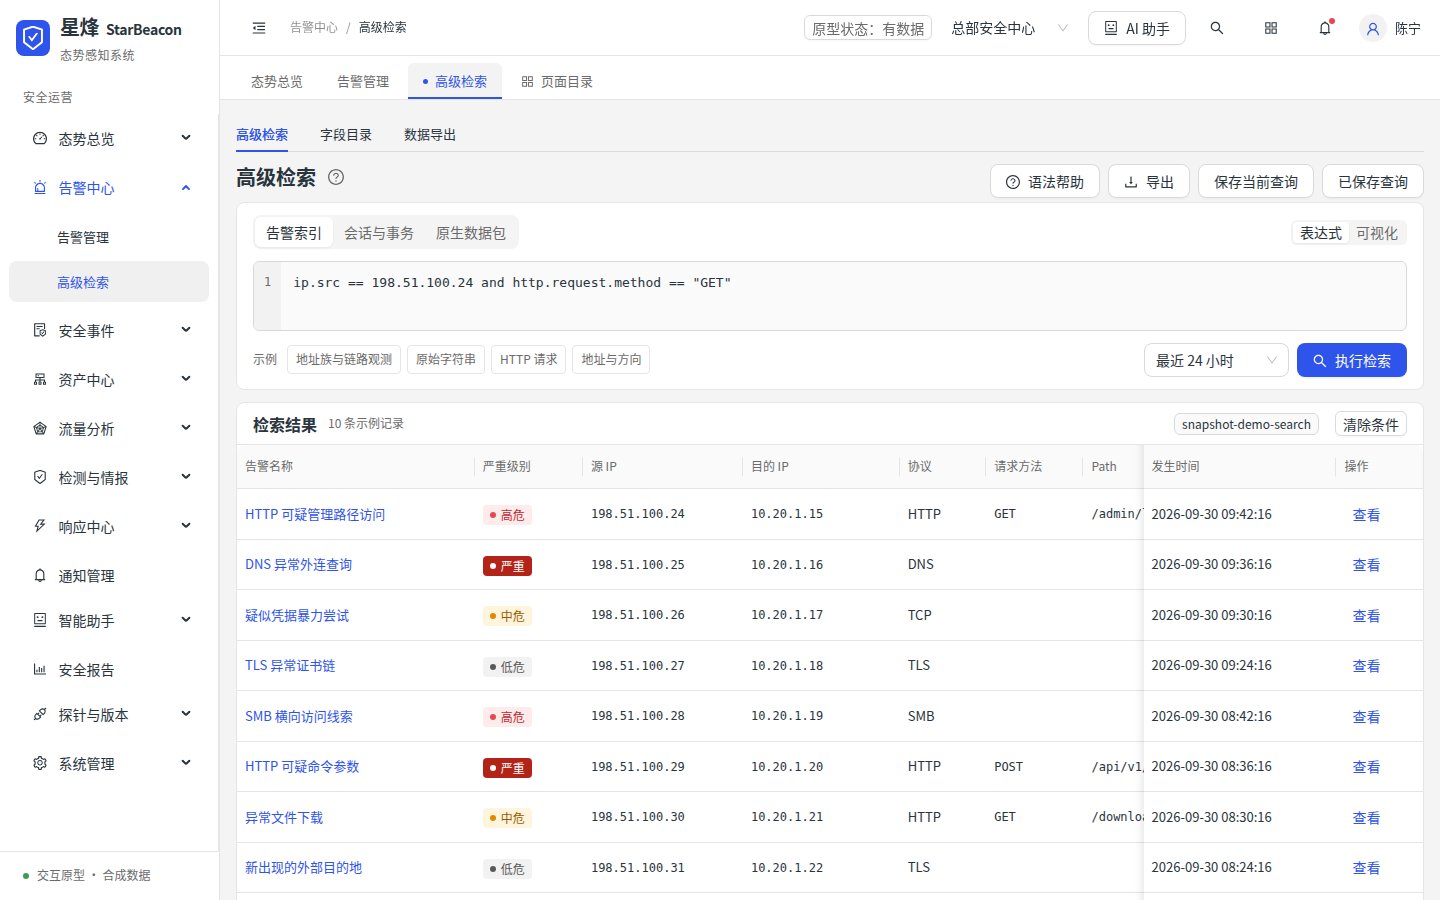 星烽 StarBeacon
态势感知系统
安全运营
态势总览
告警中心
告警管理
高级检索
安全事件
资产中心
流量分析
检测与情报
响应中心
通知管理
智能助手
安全报告
探针与版本
系统管理
交互原型 · 合成数据
告警中心 / 高级检索
原型状态：有数据
总部安全中心
AI 助手
陈宁
态势总览
告警管理
高级检索
页面目录
高级检索
字段目录
数据导出
高级检索
语法帮助
导出
保存当前查询
已保存查询
告警索引
会话与事务
原生数据包
表达式
可视化
1 ip.src == 198.51.100.24 and http.request.method == "GET"
示例
地址族与链路观测
原始字符串
HTTP 请求
地址与方向
最近 24 小时
执行检索
检索结果
10 条示例记录
snapshot-demo-search
清除条件
告警名称 严重级别 源 IP 目的 IP 协议 请求方法 Path 发生时间 操作
HTTP 可疑管理路径访问 高危 198.51.100.24 10.20.1.15 HTTP GET /admin/ 2026-09-30 09:42:16 查看
DNS 异常外连查询 严重 198.51.100.25 10.20.1.16 DNS 2026-09-30 09:36:16 查看
疑似凭据暴力尝试 中危 198.51.100.26 10.20.1.17 TCP 2026-09-30 09:30:16 查看
TLS 异常证书链 低危 198.51.100.27 10.20.1.18 TLS 2026-09-30 09:24:16 查看
SMB 横向访问线索 高危 198.51.100.28 10.20.1.19 SMB 2026-09-30 08:42:16 查看
HTTP 可疑命令参数 严重 198.51.100.29 10.20.1.20 HTTP POST /api/v1 2026-09-30 08:36:16 查看
异常文件下载 中危 198.51.100.30 10.20.1.21 HTTP GET /downlo 2026-09-30 08:30:16 查看
新出现的外部目的地 低危 198.51.100.31 10.20.1.22 TLS 2026-09-30 08:24:16 查看